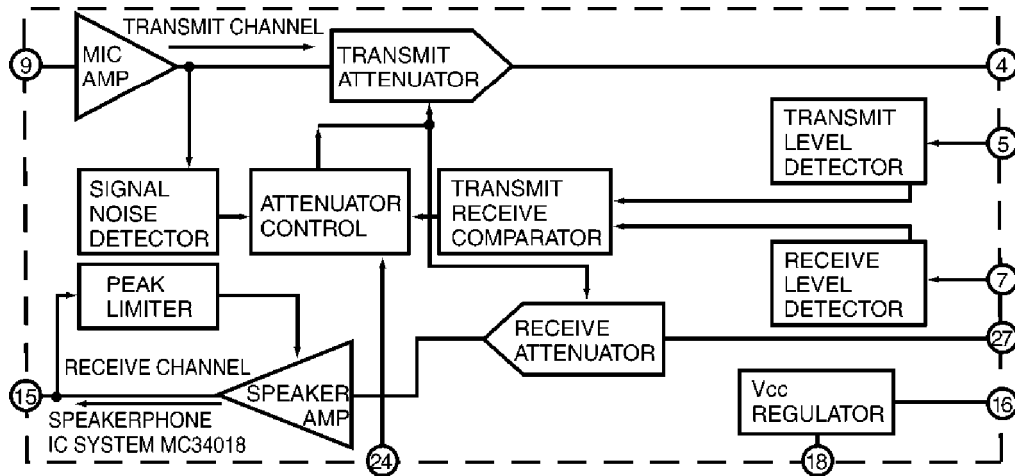 TRANSMIT CHANNEL
9
MIC
AMP
TRANSMIT
ATTENUATOR
4
TRANSMIT
LEVEL
DETECTOR
5
SIGNAL
NOISE
DETECTOR
ATTENUATOR
CONTROL
TRANSMIT
RECEIVE
COMPARATOR
RECEIVE
LEVEL
DETECTOR
7
PEAK
LIMITER
RECEIVE
ATTENUATOR
27
RECEIVE CHANNEL
15
SPEAKER
AMP
Vcc
REGULATOR
16
SPEAKERPHONE
IC SYSTEM MC34018
24
18